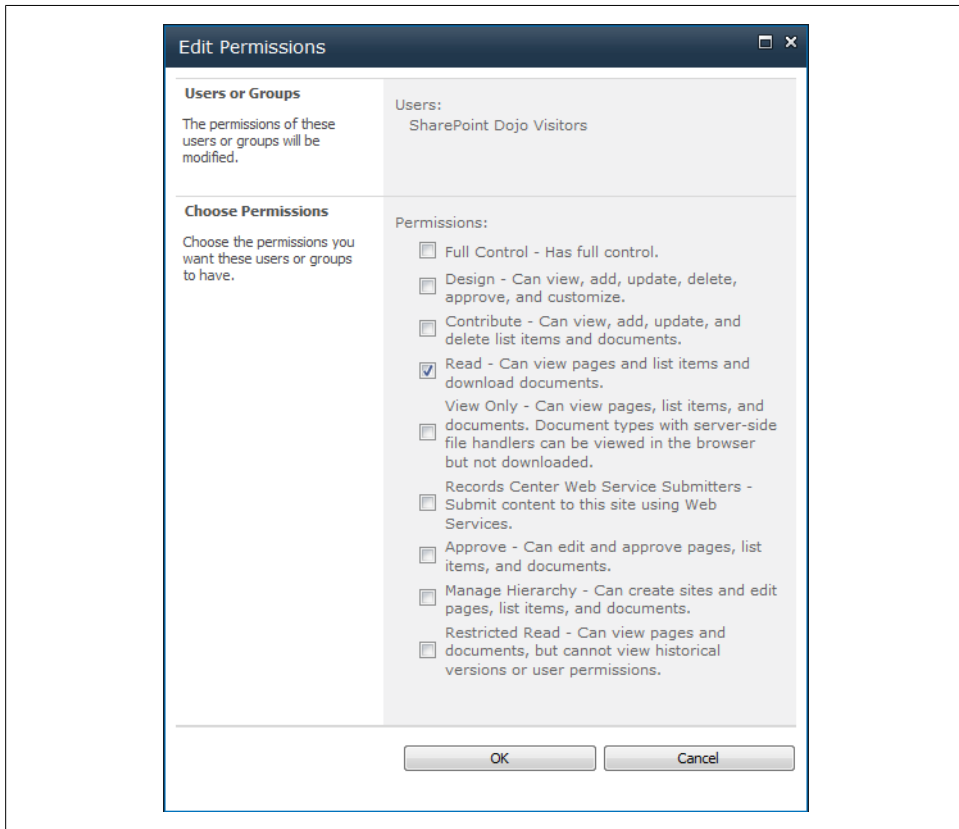 Edit Permissions
Users or Groups
The permissions of these
users or groups will be
modified.
Users:
SharePoint Dojo Visitors
Choose Permissions
Choose the permissions you
want these users or groups
to have.
Permissions:
Full Control - Has full control.
Design - Can view, add, update, delete,
approve, and customize.
Contribute - Can view, add, update, and
delete list items and documents.
Read - Can view pages and list items and
download documents.
View Only - Can view pages, list items, and
documents. Document types with server-side
file handlers can be viewed in the browser
but not downloaded.
Records Center Web Service Submitters -
Submit content to this site using Web
Services.
Approve - Can edit and approve pages, list
items, and documents.
Manage Hierarchy - Can create sites and edit
pages, list items, and documents.
Restricted Read - Can view pages and
documents, but cannot view historical
versions or user permissions.
OK
Cancel